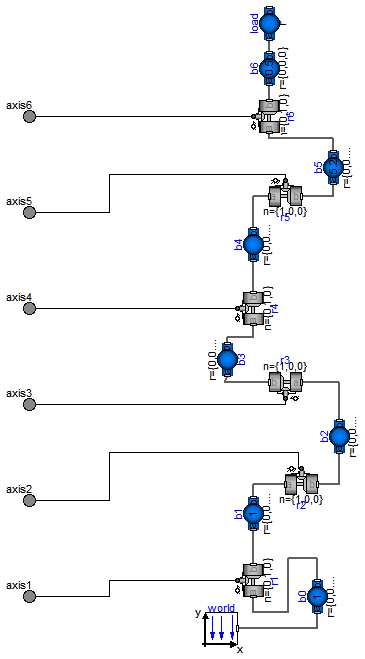 load
r
b6
r={0,0,0}
axis6
n={0,1,0}
r6
b5
r={0,0,...
axis5
n={1,0,0}
r5
b4
r={0,0,...
axis4
n={0,1,0}
r4
b3
r={0,0,...
r3
n={1,0,0}
axis3
b2
r={0,0,...
axis2
n={1,0,0}
r2
b1
1
r={0,0,...
axis1
n={0,1,0}
r1
b0
1
r={0,0,...
world
y
x